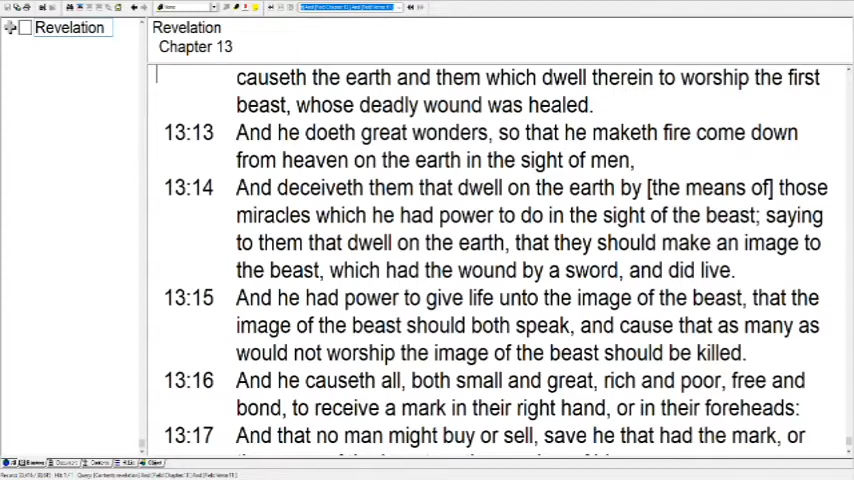 Revelation
Revelation
Chapter 13
causeth the earth and them which dwell therein to worship the first
beast, whose deadly wound was healed.
13:13 And he doeth great wonders, so that he maketh fire come down
from heaven on the earth in the sight of men,
13:14 And deceiveth them that dwell on the earth by [the means of] those
miracles which he had power to do in the sight of the beast; saying
to them that dwell on the earth, that they should make an image to
the beast, which had the wound by a sword, and did live.
13:15 And he had power to give life unto the image of the beast, that the
image of the beast should both speak, and cause that as many as
would not worship the image of the beast should be killed.
13:16 And he causeth all, both small and great, rich and poor, free and
bond, to receive a mark in their right hand, or in their foreheads:
13:17 And that no man might buy or sell, save he that had the mark, or